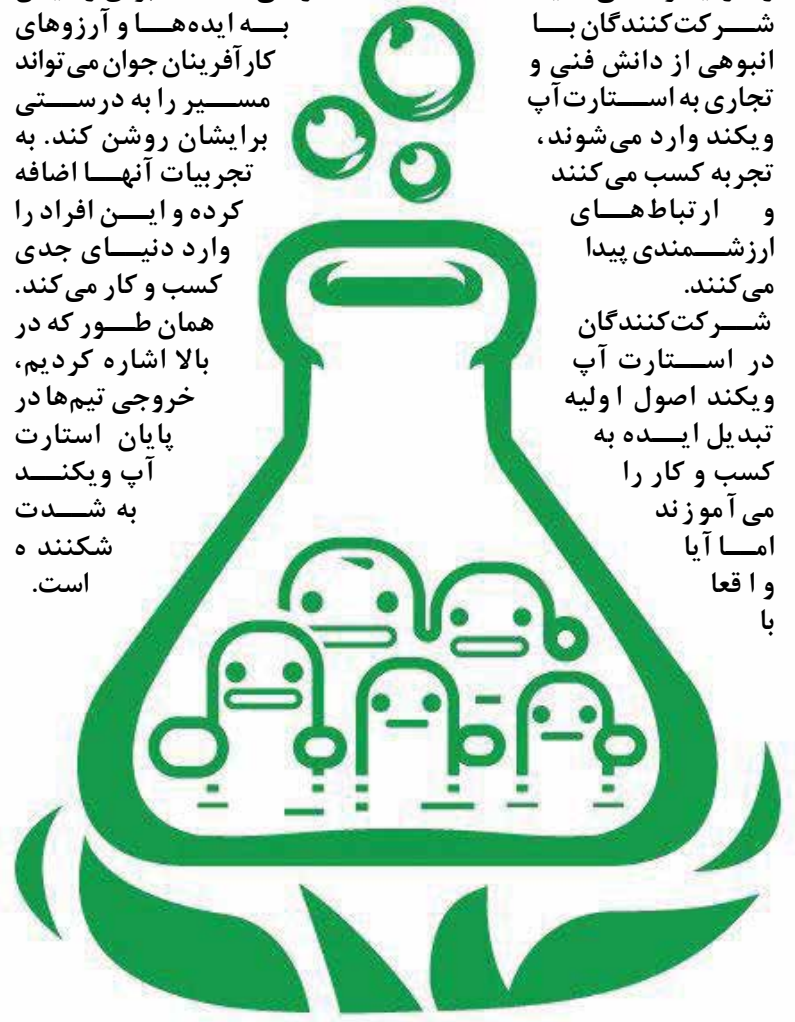 شرکت‌کنندگان با
انبوهی از دانش فنی و
تجاری به استارت‌آپ
ویکند وارد می‌شوند،
تجربه کسب می‌کنند
و ارتباط‌های
ارزشمندی پیدا
می‌کنند.
شرکت‌کنندگان
در استارت آپ
ویکند اصول اولیه
تبدیل ایده به
کسب و کار را
می‌آموزند
اما آیا
واقعا
با
به ایده‌ها و آرزوهای
کارآفرینان جوان می‌تواند
مسیر را به درستی
برایشان روشن کند. به
تجربیات آنها اضافه
کرده و این افراد را
وارد دنیای جدی
کسب و کار می‌کند.
همان طور که در
بالا اشاره کردیم،
خروجی تیم‌ها در
پایان استارت
آپ ویکند
به شدت
شکننده
است.